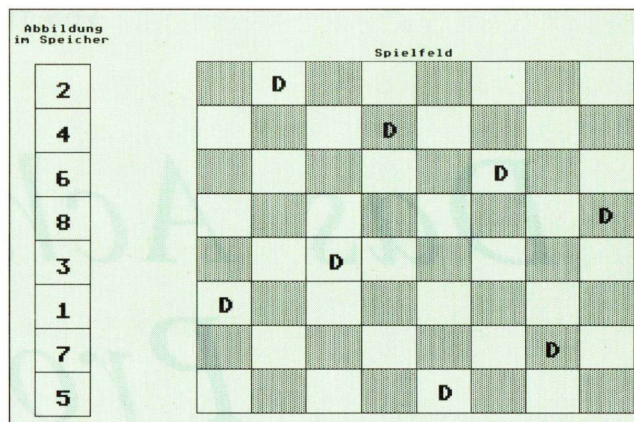 Abbildung
im Speicher
Spielfeld
2 D
4 D
6 D
8 D
3 D
1 D
7 D
5 D